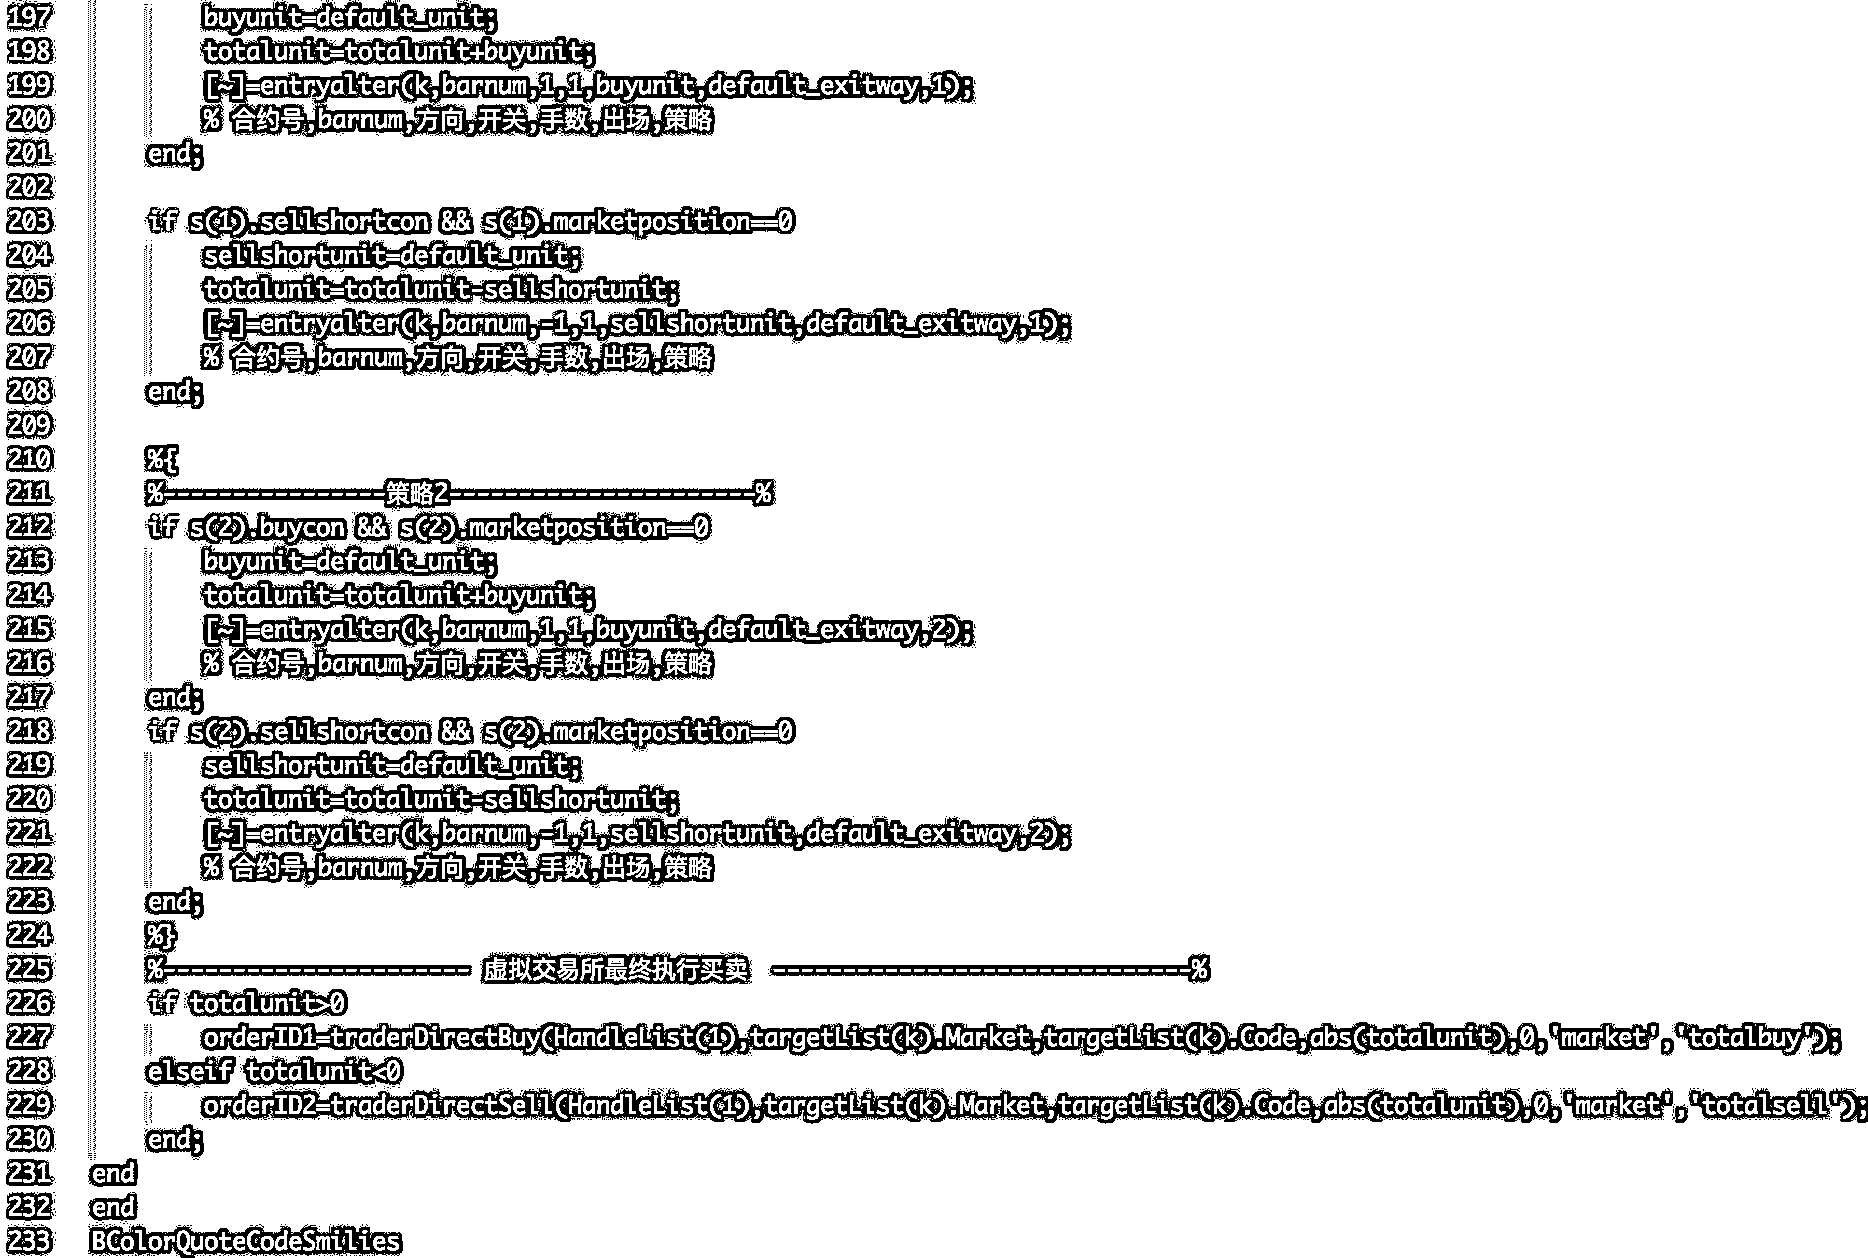 197 buyunit=default_unit;
198 totalunit=totalunit+buyunit;
199 [~]=entryalter(k,barnum,1,1,buyunit,default_exitway,1);
200 % 合约号,barnum,方向,开关,手数,出场,策略
201 end;
202
203 if s(1).sellshortcon && s(1).marketposition==0
204 sellshortunit=default_unit;
205 totalunit=totalunit-sellshortunit;
206 [~]=entryalter(k,barnum,-1,1,sellshortunit,default_exitway,1);
207 % 合约号,barnum,方向,开关,手数,出场,策略
208 end;
209
210 %{
211 %----------------策略2----------------------%
212 if s(2).buycon && s(2).marketposition==0
213 buyunit=default_unit;
214 totalunit=totalunit+buyunit;
215 [~]=entryalter(k,barnum,1,1,buyunit,default_exitway,2);
216 % 合约号,barnum,方向,开关,手数,出场,策略
217 end;
218 if s(2).sellshortcon && s(2).marketposition==0
219 sellshortunit=default_unit;
220 totalunit=totalunit-sellshortunit;
221 [~]=entryalter(k,barnum,-1,1,sellshortunit,default_exitway,2);
222 % 合约号,barnum,方向,开关,手数,出场,策略
223 end;
224 %}
225 %---------------------- 虚拟交易所最终执行买卖 ------------------------------%
226 if totalunit>0
227 orderID1=traderDirectBuy(HandleList(1),targetList(k).Market,targetList(k).Code,abs(totalunit),0,'market','totalbuy');
228 elseif totalunit<0
229 orderID2=traderDirectSell(HandleList(1),targetList(k).Market,targetList(k).Code,abs(totalunit),0,'market','totalsell');
230 end;
231 end
232 end
233 BColorQuoteCodeSmilies